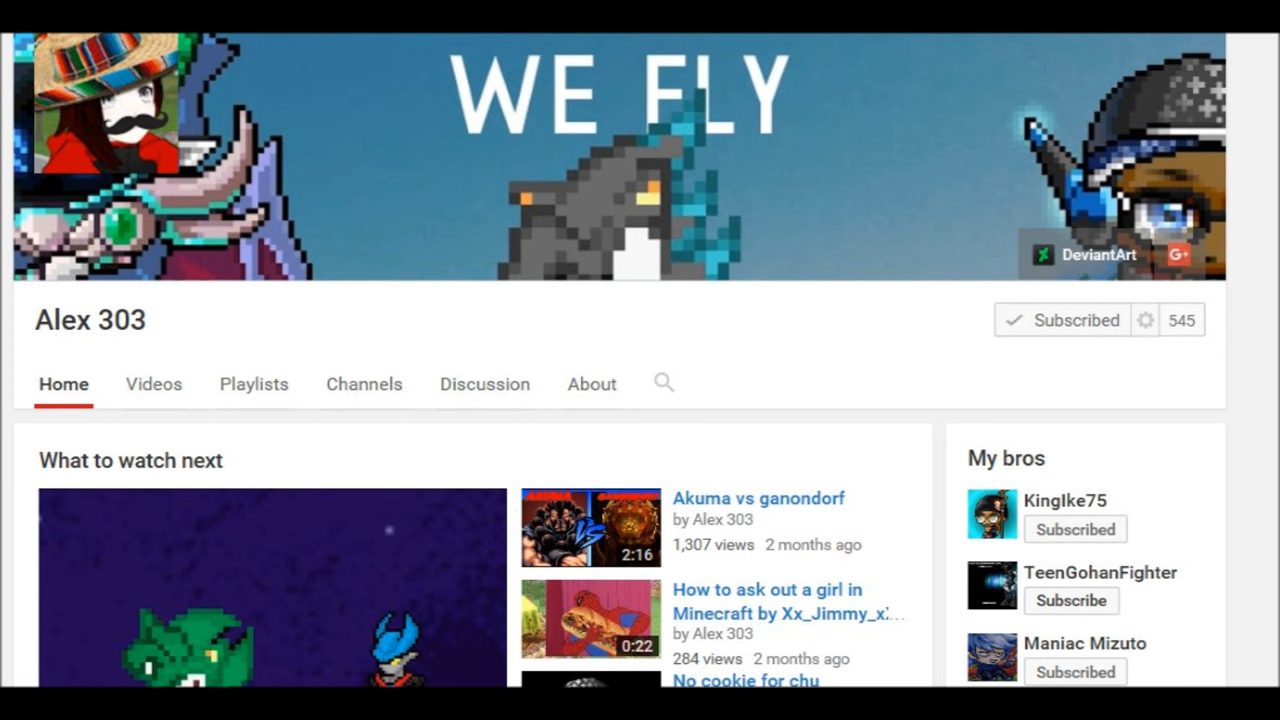 WE FLY
DeviantArt
G+
Alex 303
Subscribed 545
Home Videos Playlists Channels Discussion About
What to watch next
My bros
Akuma vs ganondorf
by Alex 303
1,307 views 2 months ago
2:16
How to ask out a girl in
Minecraft by Xx_Jimmy_x...
by Alex 303
284 views 2 months ago
0:22
No cookie for chu
KingIke75
Subscribed
TeenGohanFighter
Subscribe
Maniac Mizuto
Subscribed